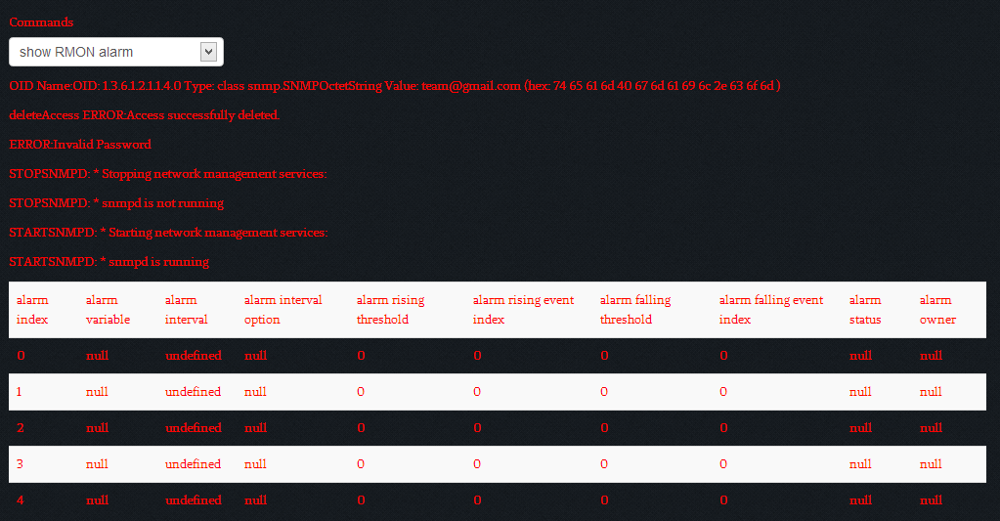 Commands
show RMON alarm
OID Name:OID: 1.3.6.1.2.1.1.4.0 Type: class snmp.SNMPOctetString Value: team@gmail.com (hex: 74 65 61 6d 40 67 6d 61 69 6c 2e 63 6f 6d )
deleteAccess ERROR:Access successfully deleted.
ERROR:Invalid Password
STOPSNMPD: * Stopping network management services:
STOPSNMPD: * snmpd is not running
STARTSNMPD: * Starting network management services:
STARTSNMPD: * snmpd is running
alarm index alarm variable alarm interval alarm interval option alarm rising threshold alarm rising event index alarm falling threshold alarm falling event index alarm status alarm owner
0 null undefined null 0 0 0 0 null null
1 null undefined null 0 0 0 0 null null
2 null undefined null 0 0 0 0 null null
3 null undefined null 0 0 0 0 null null
4 null undefined null 0 0 0 0 null null